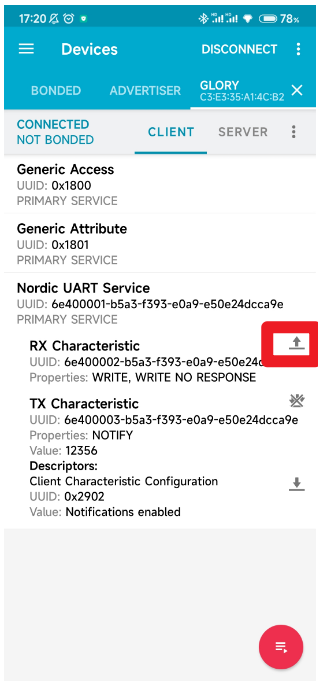 17:20
78%
Devices
DISCONNECT
BONDED
ADVERTISER
GLORY
C3:E3:35:A1:4C:B2
CONNECTED
NOT BONDED
CLIENT
SERVER
Generic Access
UUID: 0x1800
PRIMARY SERVICE
Generic Attribute
UUID: 0x1801
PRIMARY SERVICE
Nordic UART Service
UUID: 6e400001-b5a3-f393-e0a9-e50e24dcca9e
PRIMARY SERVICE
RX Characteristic
UUID: 6e400002-b5a3-f393-e0a9-e50e24d
Properties: WRITE, WRITE NO RESPONSE
TX Characteristic
UUID: 6e400003-b5a3-f393-e0a9-e50e24dcca9e
Properties: NOTIFY
Value: 12356
Descriptors:
Client Characteristic Configuration
UUID: 0x2902
Value: Notifications enabled